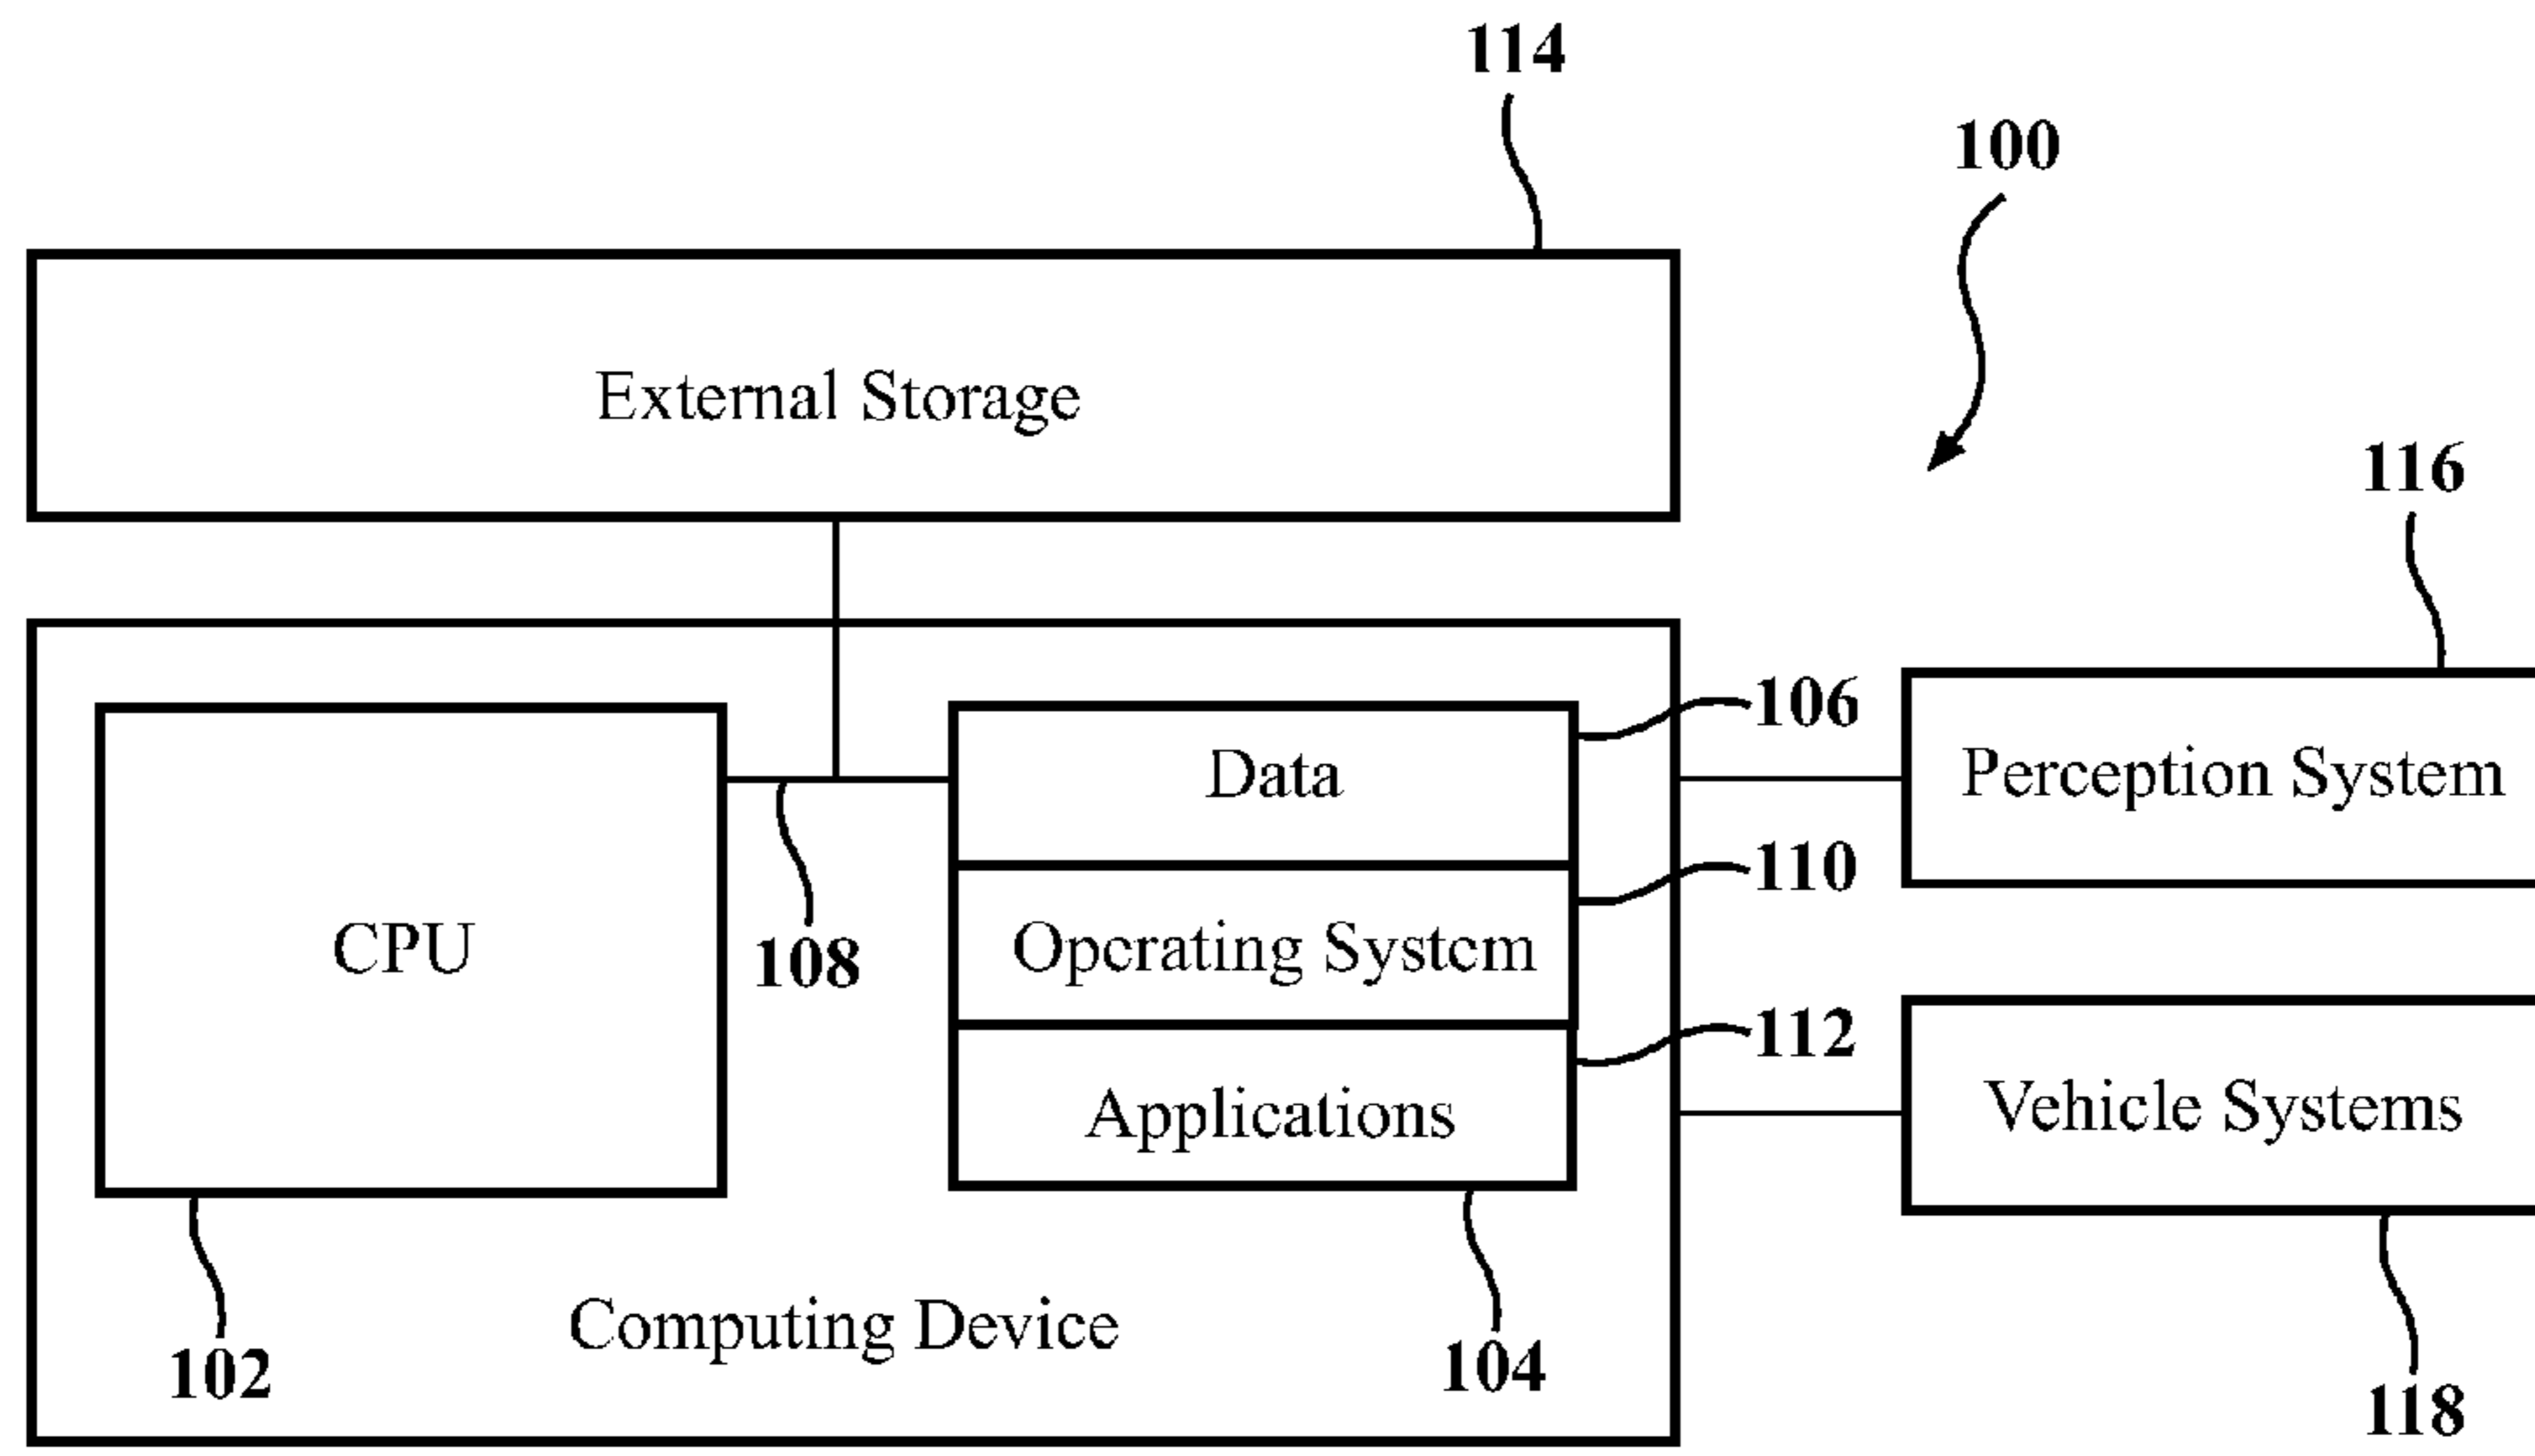 114
100
External Storage
116
106
Data
Perception System
110
CPU
Operating System
108
112
Applications
Vehicle Systems
Computing Device
102
104
118